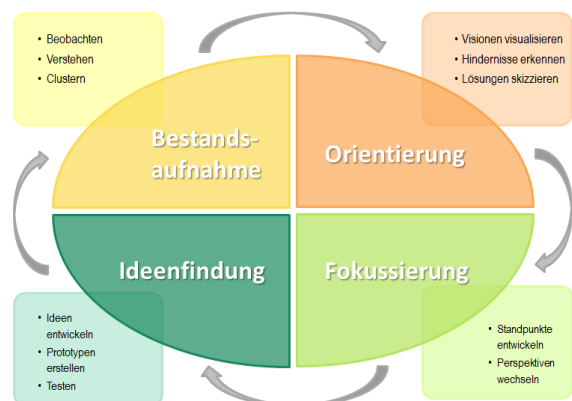 • Beobachten
• Verstehen
• Clustern
• Visionen visualisieren
• Hindernisse erkennen
• Lösungen skizzieren
Bestands-
aufnahme
Orientierung
Ideenfindung
Fokussierung
• Ideen
entwickeln
• Prototypen
erstellen
• Testen
• Standpunkte
entwickeln
• Perspektiven
wechseln